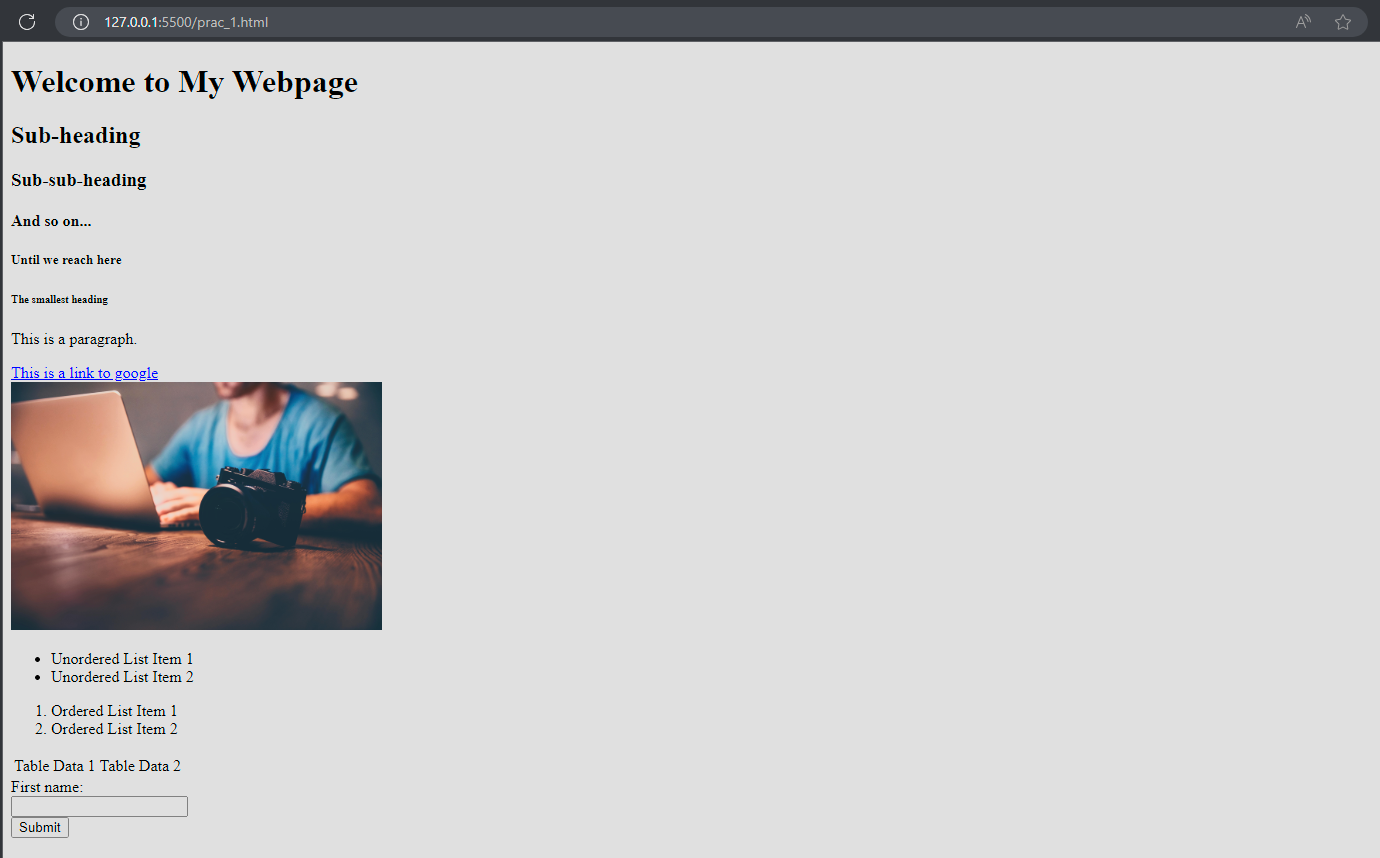 127.0.0.1:5500/prac_1.html
Welcome to My Webpage
Sub-heading
Sub-sub-heading
And so on...
Until we reach here
The smallest heading
This is a paragraph.
This is a link to google
Unordered List Item 1
Unordered List Item 2
1. Ordered List Item 1
2. Ordered List Item 2
Table Data 1 Table Data 2
First name:
Submit